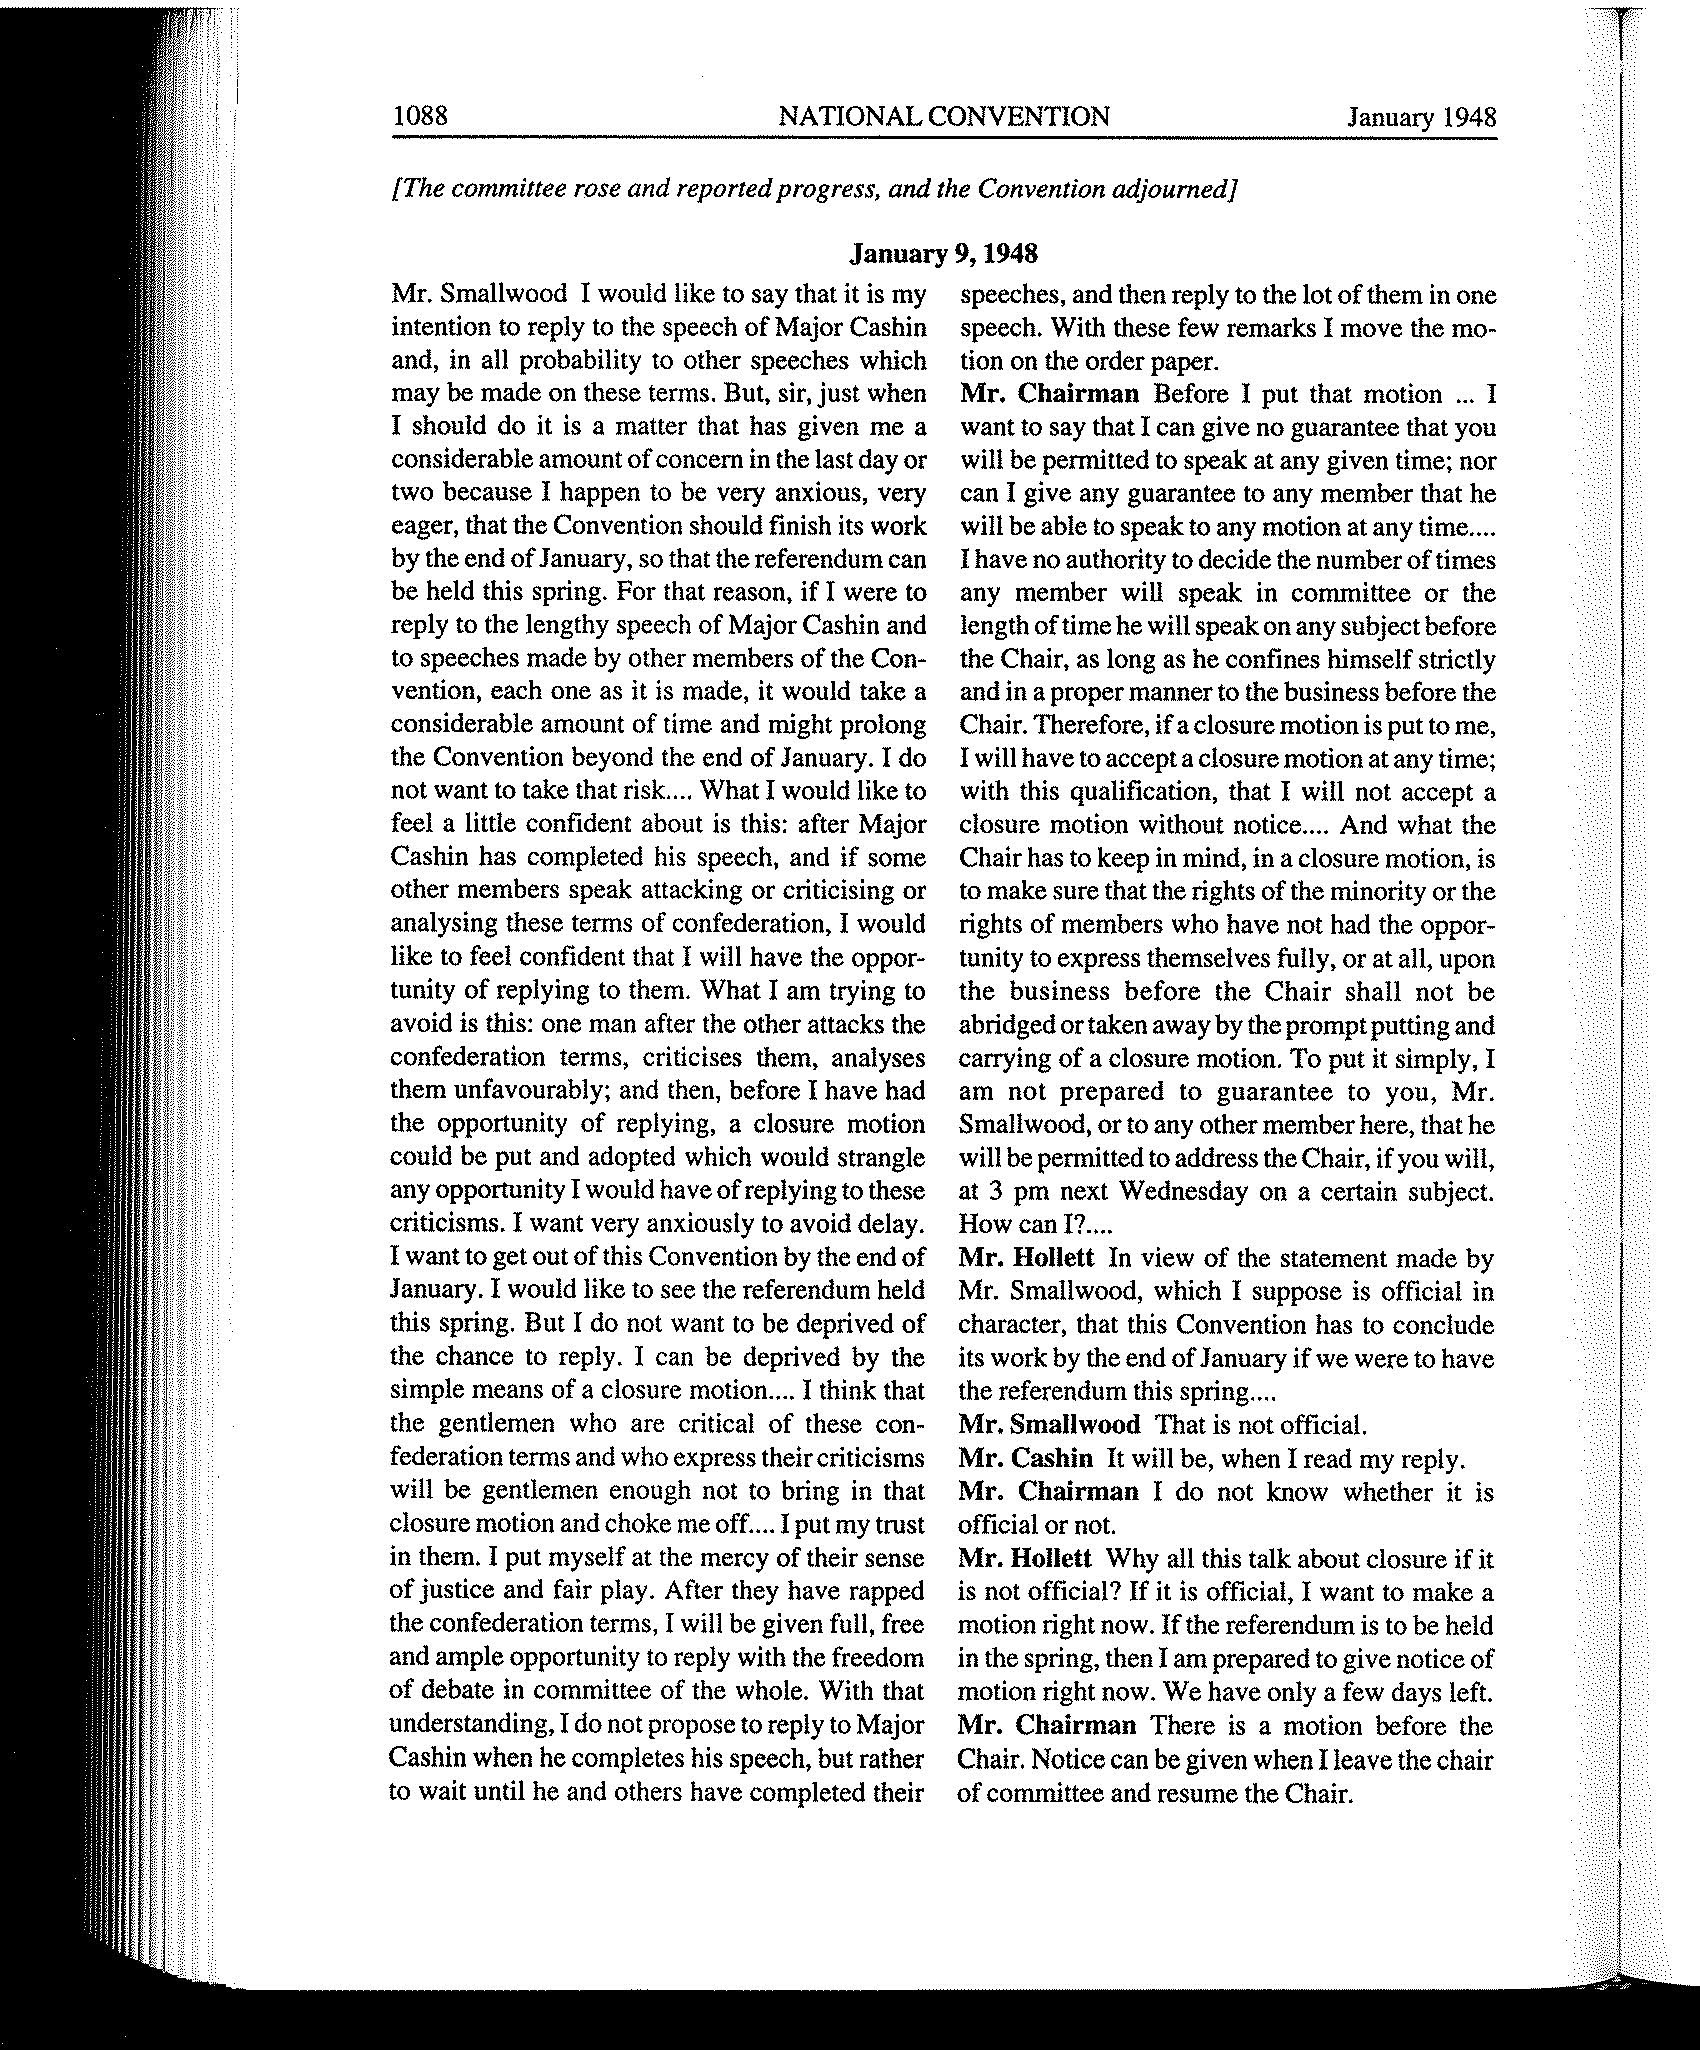 1088 NATIONAL CONVENTION January 1948
[The committee rose and reported progress, and the Convention adjourned]
January 9, 1948
Mr. Smallwood I would like to say that it is my
intention to reply to the speech of Major Cashin
and, in all probability to other speeches which
may be made on these terms. But, sir, just when
I should do it is a matter that has given me a
considerable amount of concern in the last day or
two because I happen to be very anxious, very
eager, that the Convention should finish its work
by the end of January, so that the referendum can
be held this spring. For that reason, if I were to
reply to the lengthy speech of Major Cashin and
to speeches made by other members of the Con-
vention, each one as it is made, it would take a
considerable amount of time and might prolong
the Convention beyond the end of January. I do
not want to take that risk.... What I would like to
feel a little confident about is this: after Major
Cashin has completed his speech, and if some
other members speak attacking or criticising or
analysing these terms of confederation, I would
like to feel confident that I will have the oppor-
tunity of replying to them. What I am trying to
avoid is this: one man after the other attacks the
confederation terms, criticises them, analyses
them unfavourably; and then, before I have had
the opportunity of replying, a closure motion
could be put and adopted which would strangle
any opportunity I would have of replying to these
criticisms. I want very anxiously to avoid delay.
I want to get out of this Convention by the end of
January. I would like to see the referendum held
this spring. But I do not want to be deprived of
the chance to reply. I can be deprived by the
simple means of a closure motion.... I think that
the gentlemen who are critical of these con-
federation terms and who express their criticisms
will be gentlemen enough not to bring in that
closure motion and choke me off.... I put my trust
in them. I put myself at the mercy of their sense
of justice and fair play. After they have rapped
the confederation terms, I will be given full, free
and ample opportunity to reply with the freedom
of debate in committee of the whole. With that
understanding, I do not propose to reply to Major
Cashin when he completes his speech, but rather
to wait until he and others have completed their
speeches, and then reply to the lot of them in one
speech. With these few remarks I move the mo-
tion on the order paper.
Mr. Chairman Before I put that motion ... I
want to say that I can give no guarantee that you
will be permitted to speak at any given time; nor
can I give any guarantee to any member that he
will be able to speak to any motion at any time....
I have no authority to decide the number of times
any member will speak in committee or the
length of time he will speak on any subject before
the Chair, as long as he confines himself strictly
and in a proper manner to the business before the
Chair. Therefore, if a closure motion is put to me,
I will have to accept a closure motion at any time;
with this qualification, that I will not accept a
closure motion without notice.... And what the
Chair has to keep in mind, in a closure motion, is
to make sure that the rights of the minority or the
rights of members who have not had the oppor-
tunity to express themselves fully, or at all, upon
the business before the Chair shall not be
abridged or taken away by the prompt putting and
carrying of a closure motion. To put it simply, I
am not prepared to guarantee to you, Mr.
Smallwood, or to any other member here, that he
will be permitted to address the Chair, if you will,
at 3 pm next Wednesday on a certain subject.
How can I?....
Mr. Hollett In view of the statement made by
Mr. Smallwood, which I suppose is official in
character, that this Convention has to conclude
its work by the end of January if we were to have
the referendum this spring....
Mr. Smallwood That is not official.
Mr. Cashin It will be, when I read my reply.
Mr. Chairman I do not know whether it is
official or not.
Mr. Hollett Why all this talk about closure if it
is not official? If it is official, I want to make a
motion right now. If the referendum is to be held
in the spring, then I am prepared to give notice of
motion right now. We have only a few days left.
Mr. Chairman There is a motion before the
Chair. Notice can be given when I leave the chair
of committee and resume the Chair.